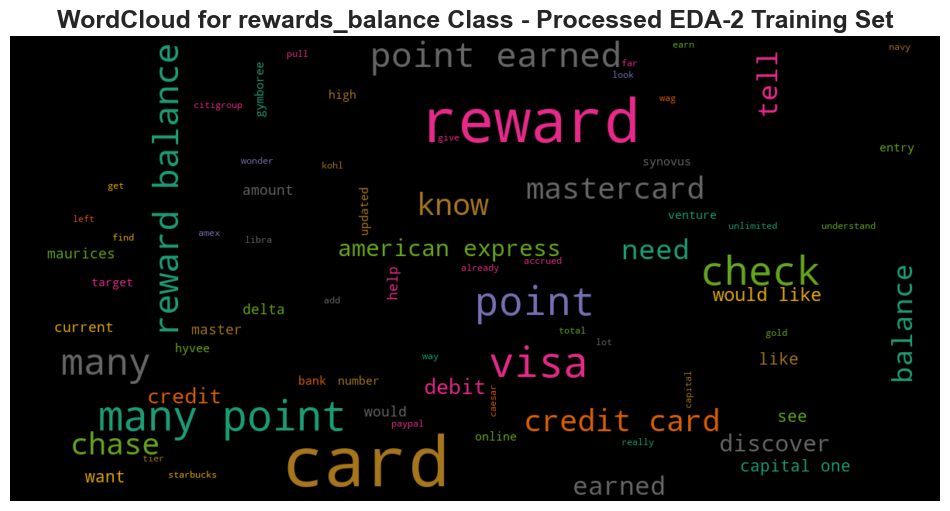 WordCloud for rewards_balance Class - Processed EDA-2 Training Set
point earned
earn
navy
pull
far
look
tell
reward balance
gymboree
citigroup
high
wag
reward
give
entry
wonder
kohl
synovus
get
amount
updated
know
mastercard
venture
left
find
amex
libra
unlimited
understand
maurices
american express
need
already
accrued
check
target
help
would like
balance
add
point
delta
current
master
total
gold
lot
hyvee
many
way
visa
like
bank
number
debit
credit
caesar
capital
many point
would
paypal
credit card
see
chase
online
really
discover
tier
card
capital one
want
starbucks
earned